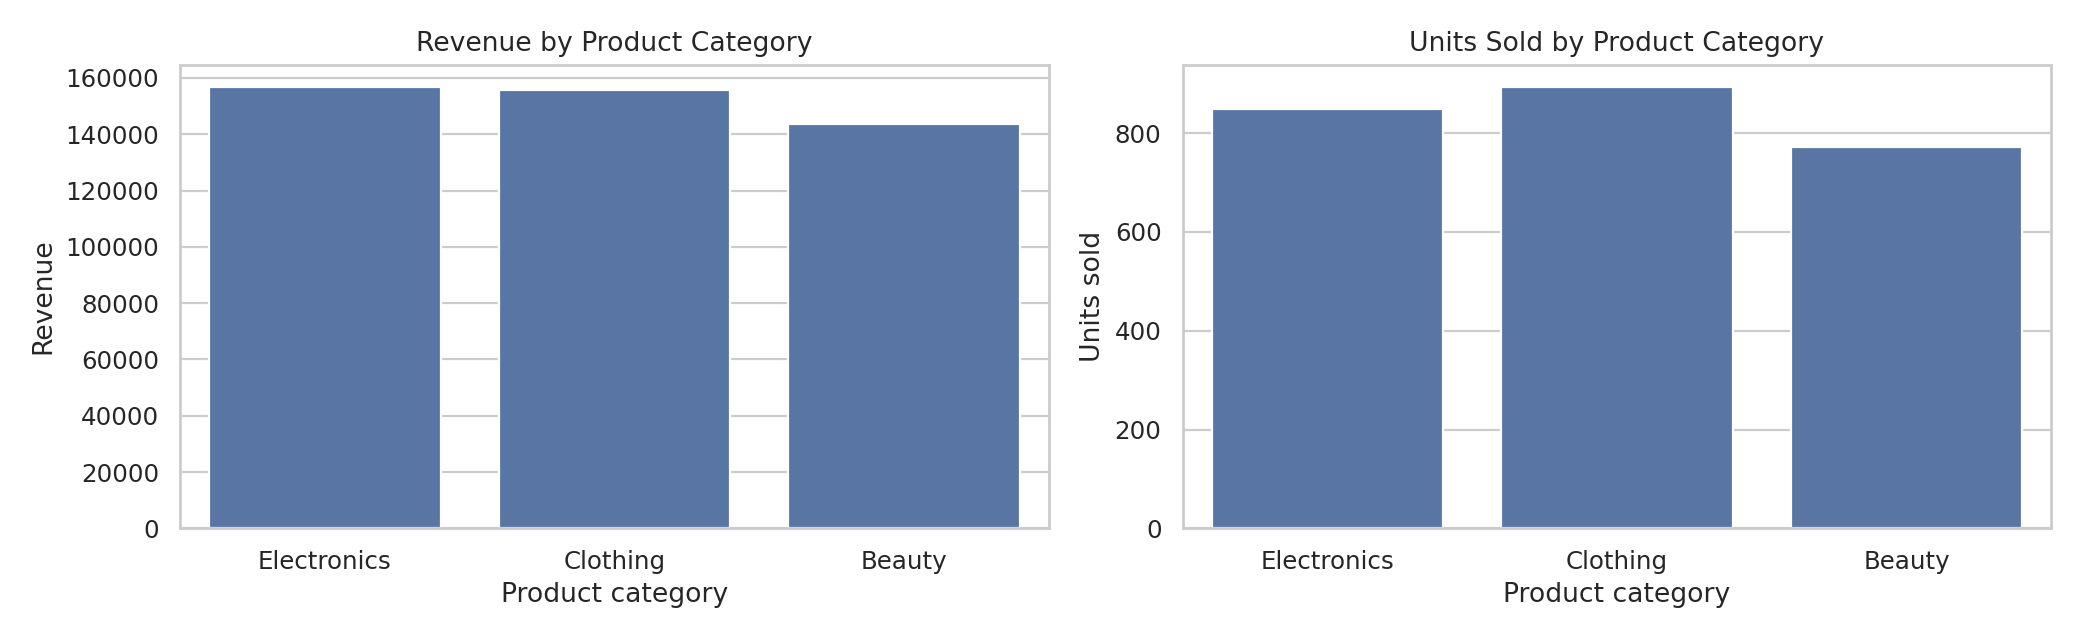 Revenue by Product Category
160000
140000
120000
100000
80000
60000
40000
20000
0
Revenue
Electronics
Clothing
Beauty
Product category
Units Sold by Product Category
800
600
400
200
0
Units sold
Electronics
Clothing
Beauty
Product category